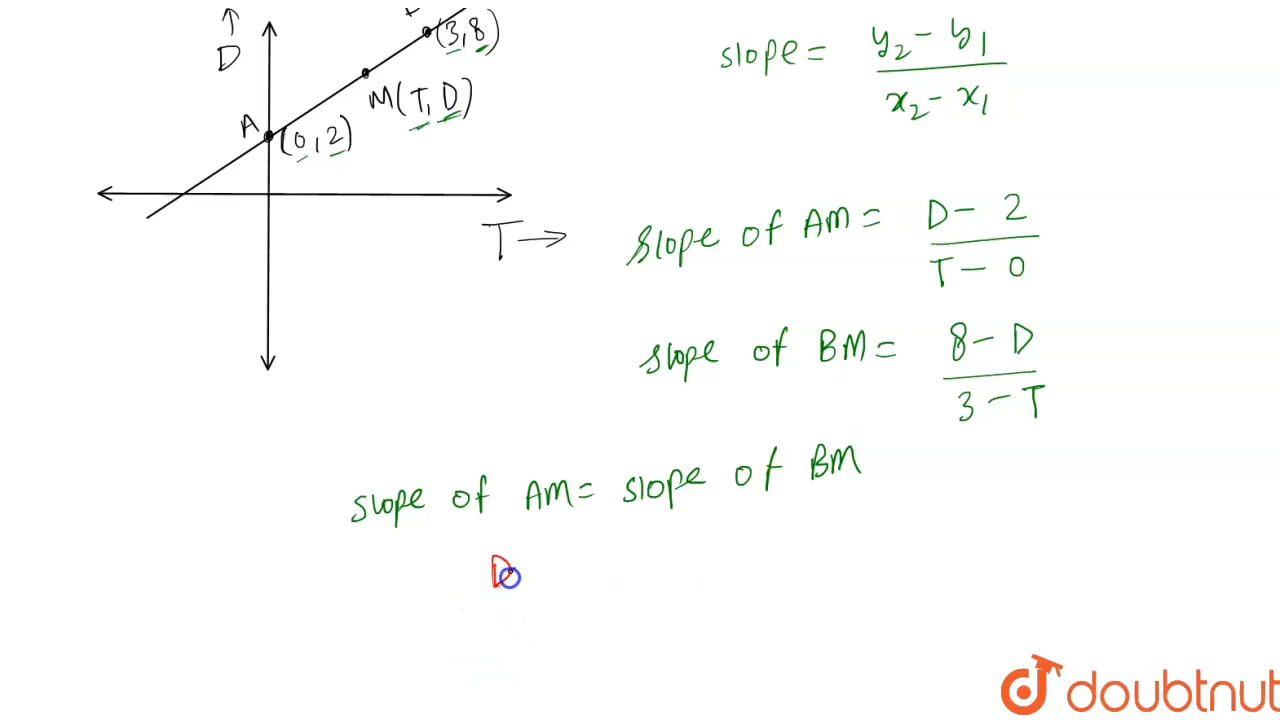 ↑
D
(3,8)
M(T,D)
A
(0,2)
T→
slope = y₂ - y₁ / x₂ - x₁
slope of AM = D - 2 / T - 0
slope of BM = 8 - D / 3 - T
slope of AM = slope of BM
D
doubtnut